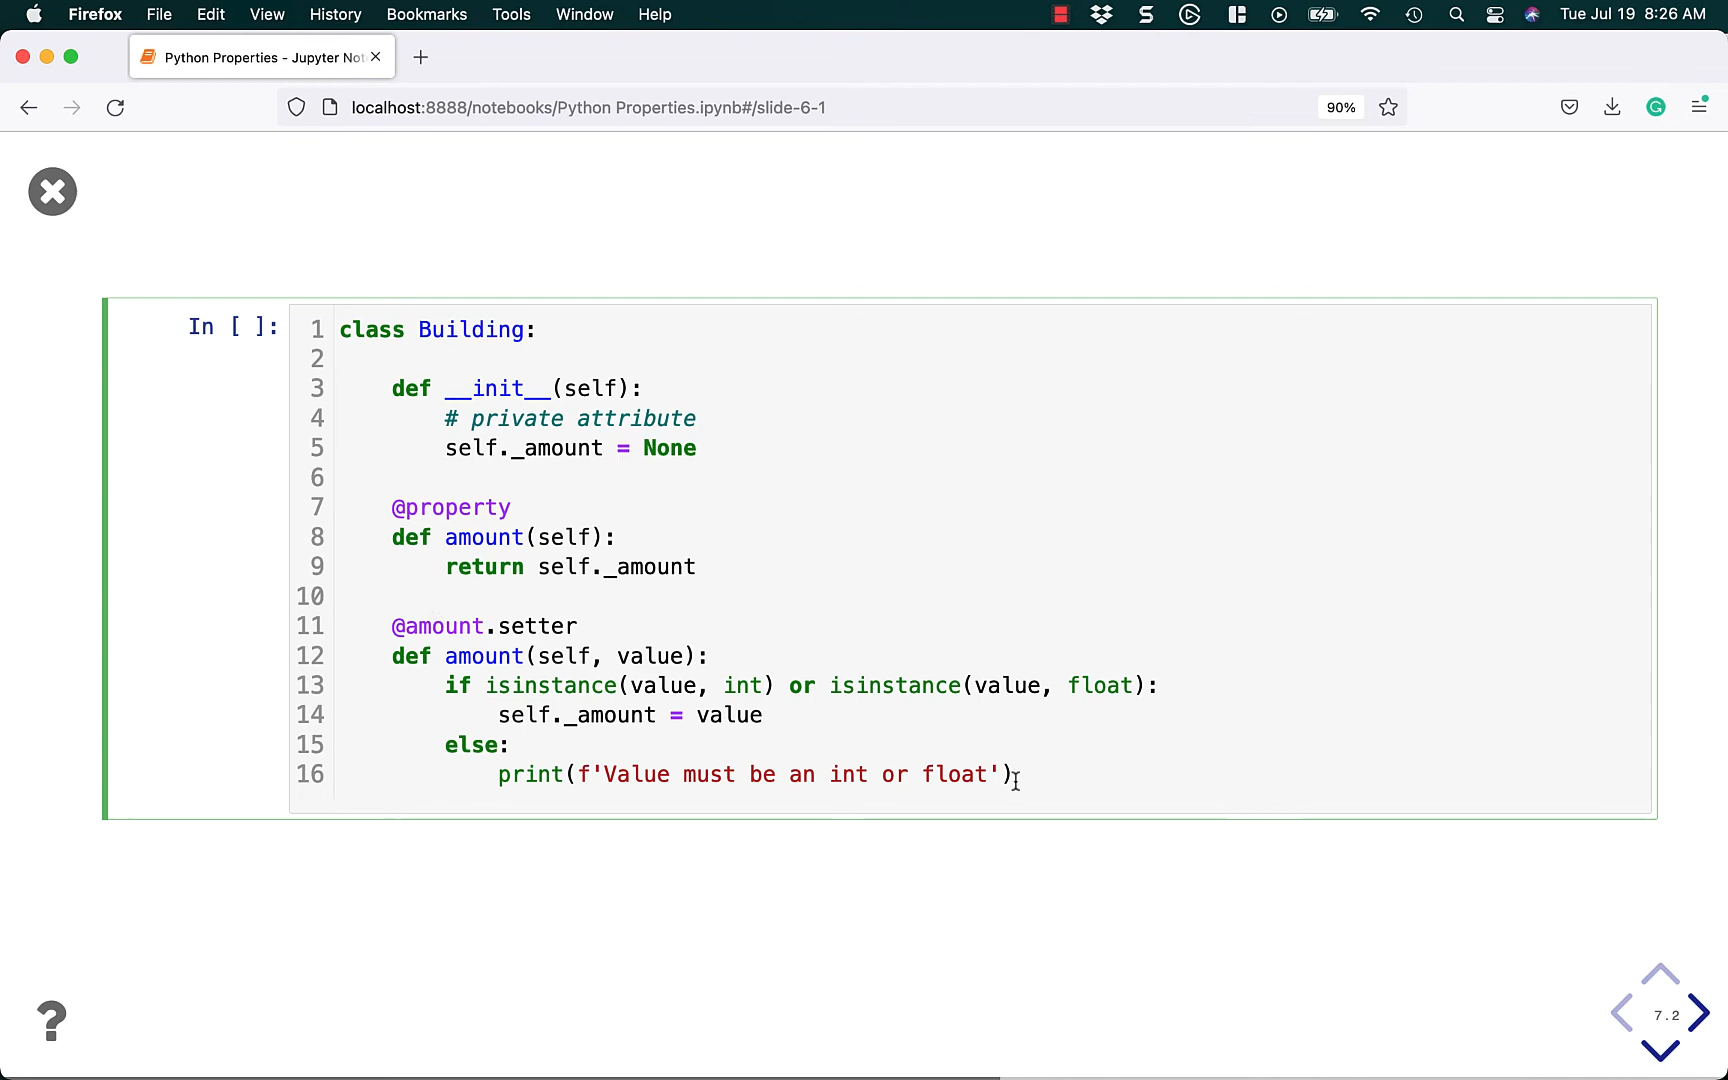 Firefox File Edit View History Bookmarks Tools Window Help Tue Jul 19 8:26 AM
Python Properties - Jupyter Not
localhost:8888/notebooks/Python Properties.ipynb#/slide-6-1 90%
In [ ]:
1 class Building:
2
3     def __init__(self):
4         # private attribute
5         self._amount = None
6
7     @property
8     def amount(self):
9         return self._amount
10
11     @amount.setter
12     def amount(self, value):
13         if isinstance(value, int) or isinstance(value, float):
14             self._amount = value
15         else:
16             print(f'Value must be an int or float')
?
7.2